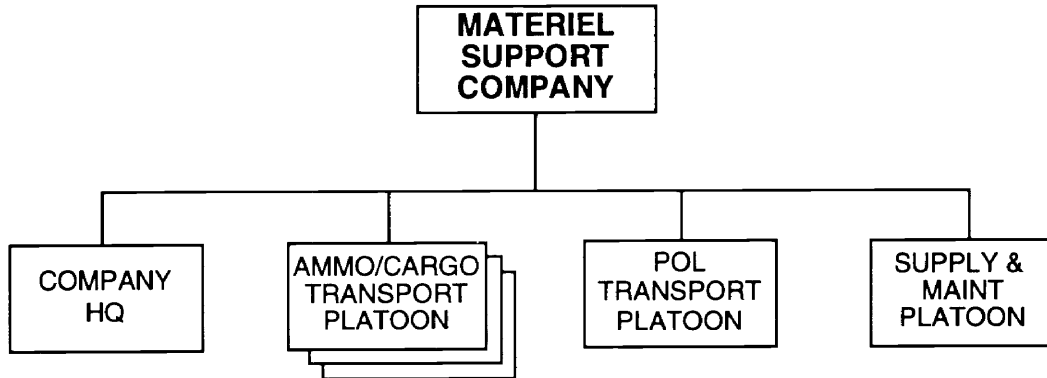 MATERIEL
SUPPORT
COMPANY
COMPANY
HQ
AMMO/CARGO
TRANSPORT
PLATOON
POL
TRANSPORT
PLATOON
SUPPLY &
MAINT
PLATOON